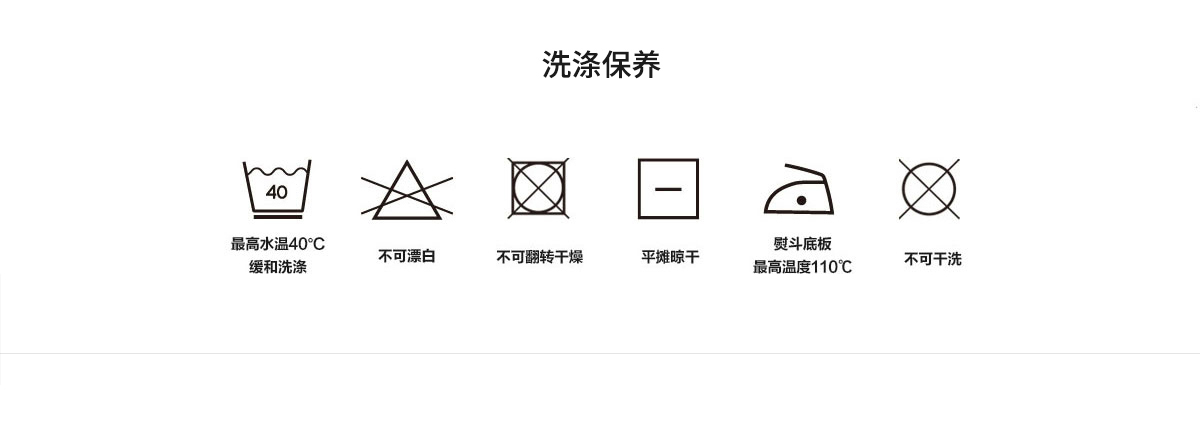 洗涤保养
40
最高水温40℃
缓和洗涤
不可漂白
不可翻转干燥
平摊晾干
熨斗底板
最高温度110℃
不可干洗